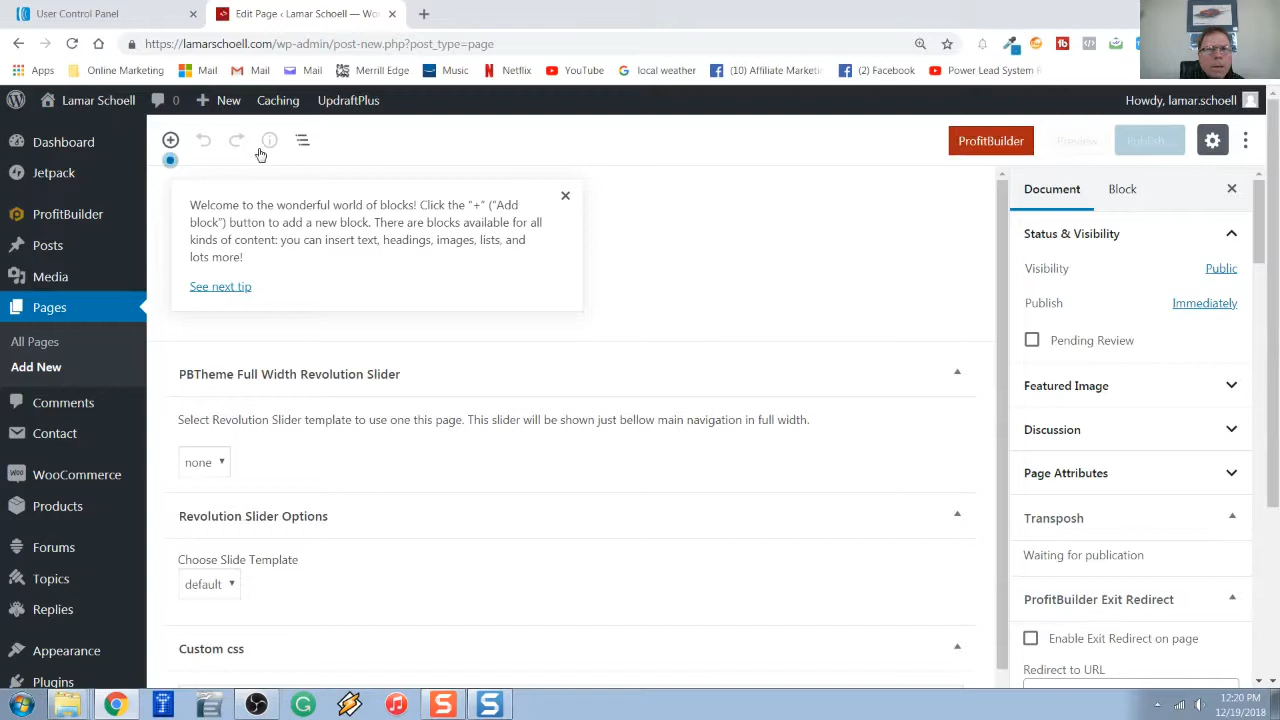 User Control Panel
Edit Page ‹ Lamar Schoell — Wo
https://lamarschoell.com/wp-admin/post-new.php?post_type=page
Apps
Online Marketing
Mail
Mail
Mail
Merrill Edge
Music
YouTube
local weather
(10) Affiliate Marketin
(2) Facebook
Power Lead System
Lamar Schoell
0
New
Caching
UpdraftPlus
Howdy, lamar.schoell
Dashboard
Jetpack
ProfitBuilder
Posts
Media
Pages
All Pages
Add New
Comments
Contact
WooCommerce
Products
Forums
Topics
Replies
Appearance
Plugins
ProfitBuilder
Preview
Publish...
Welcome to the wonderful world of blocks! Click the “+” (“Add
block”) button to add a new block. There are blocks available for all
kinds of content: you can insert text, headings, images, lists, and
lots more!
See next tip
PBTheme Full Width Revolution Slider
Select Revolution Slider template to use one this page. This slider will be shown just bellow main navigation in full width.
none
Revolution Slider Options
Choose Slide Template
default
Custom css
Document
Block
Status & Visibility
Visibility
Public
Publish
Immediately
Pending Review
Featured Image
Discussion
Page Attributes
Transposh
Waiting for publication
ProfitBuilder Exit Redirect
Enable Exit Redirect on page
Redirect to URL
12:20 PM
12/19/2018